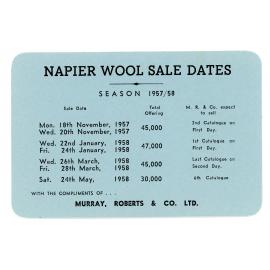 NAPIER WOOL SALE DATES
SEASON 1957/58
Sale Date Total Offering M. R. & Co. expect to sell
Mon. 18th November, 1957 45,000 2nd Catalogue on
Wed. 20th November, 1957 First Day.
Wed. 22nd January, 1958 47,000 1st Catalogue on
Fri. 24th January, 1958 First Day.
Wed. 26th March, 1958 45,000 Last Catalogue on
Fri. 28th March, 1958 Second Day.
Sat. 24th May, 1958 30,000 6th Catalogue
WITH THE COMPLIMENTS OF . . .
MURRAY, ROBERTS & CO. LTD.